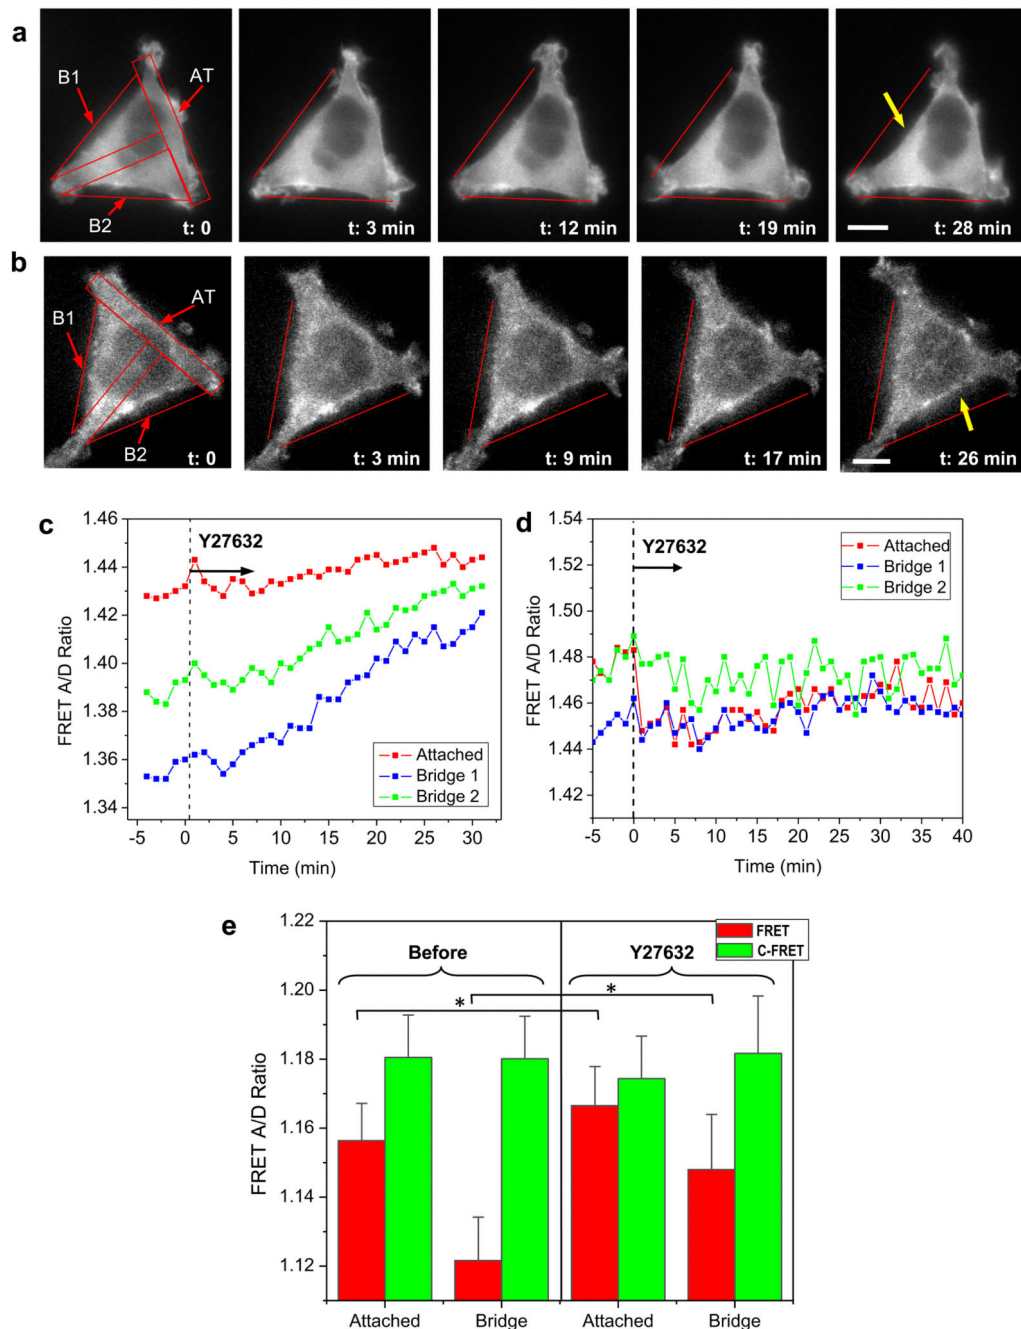 a
B1
AT
B2
t: 0
t: 3 min
t: 12 min
t: 19 min
t: 28 min
b
B1
AT
B2
t: 0
t: 3 min
t: 9 min
t: 17 min
t: 26 min
c
1.46
1.44
1.42
1.40
1.38
1.36
1.34
FRET A/D Ratio
Y27632
Attached
Bridge 1
Bridge 2
-5 0 5 10 15 20 25 30
Time (min)
d
1.54
1.52
1.50
1.48
1.46
1.44
1.42
FRET A/D Ratio
Y27632
Attached
Bridge 1
Bridge 2
-5 0 5 10 15 20 25 30 35 40
Time (min)
e
1.22
1.20
1.18
1.16
1.14
1.12
FRET A/D Ratio
FRET
C-FRET
Before
Y27632
*
*
Attached Bridge Attached Bridge